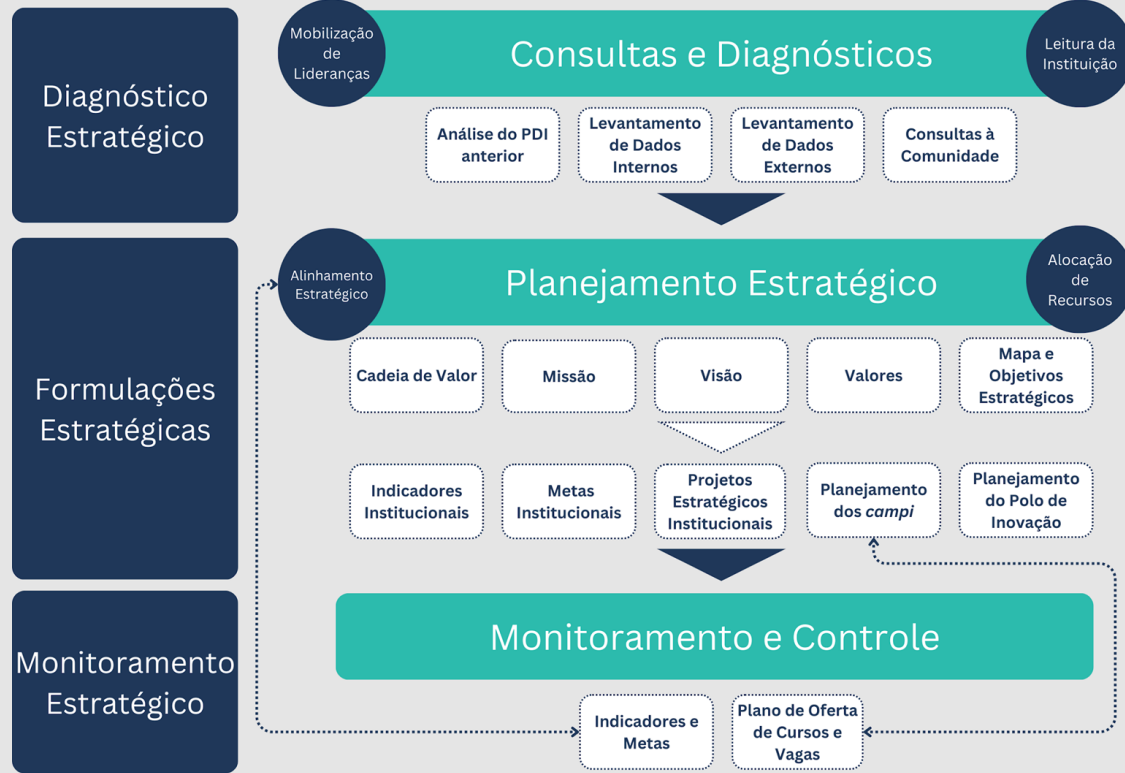 Diagnóstico
Estratégico
Mobilização
de
Lideranças
Consultas e Diagnósticos
Leitura da
Instituição
Análise do PDI
anterior
Levantamento
de Dados
Internos
Levantamento
de Dados
Externos
Consultas à
Comunidade
Formulações
Estratégicas
Alinhamento
Estratégico
Planejamento Estratégico
Alocação
de
Recursos
Cadeia de Valor
Missão
Visão
Valores
Mapa e
Objetivos
Estratégicos
Indicadores
Institucionais
Metas
Institucionais
Projetos
Estratégicos
Institucionais
Planejamento
dos campi
Planejamento
do Polo de
Inovação
Monitoramento
Estratégico
Monitoramento e Controle
Indicadores e
Metas
Plano de Oferta
de Cursos e
Vagas